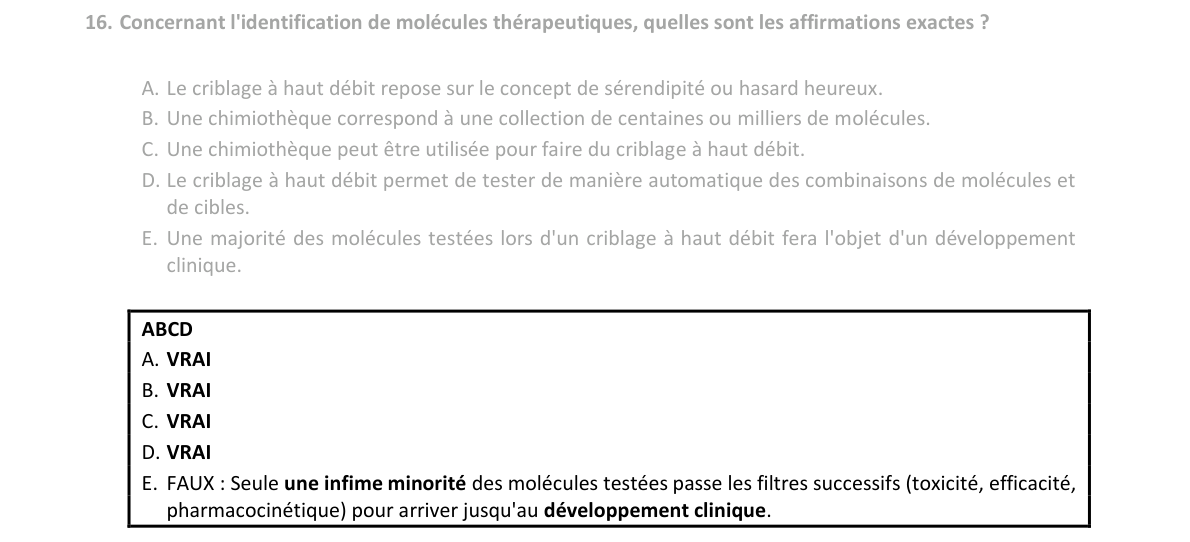 16. Concernant l'identification de molécules thérapeutiques, quelles sont les affirmations exactes ?
A. Le criblage à haut débit repose sur le concept de sérendipité ou hasard heureux.
B. Une chimiothèque correspond à une collection de centaines ou milliers de molécules.
C. Une chimiothèque peut être utilisée pour faire du criblage à haut débit.
D. Le criblage à haut débit permet de tester de manière automatique des combinaisons de molécules et
de cibles.
E. Une majorité des molécules testées lors d'un criblage à haut débit fera l'objet d'un développement
clinique.
ABCD
A. VRAI
B. VRAI
C. VRAI
D. VRAI
E. FAUX : Seule une infime minorité des molécules testées passe les filtres successifs (toxicité, efficacité,
pharmacocinétique) pour arriver jusqu'au développement clinique.